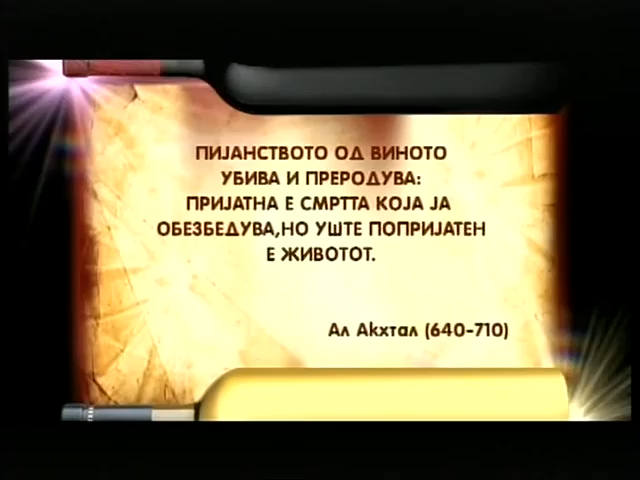 ПИЈАНСТВОТО ОД ВИНОТО
УБИВА И ПРЕРОДУВА:
ПРИЈАТНА Е СМРТТА КОЈА ЈА
ОБЕЗБЕДУВА,НО УШТЕ ПОПРИЈАТЕН
Е ЖИВОТОТ.
Ал Акхтал (640-710)